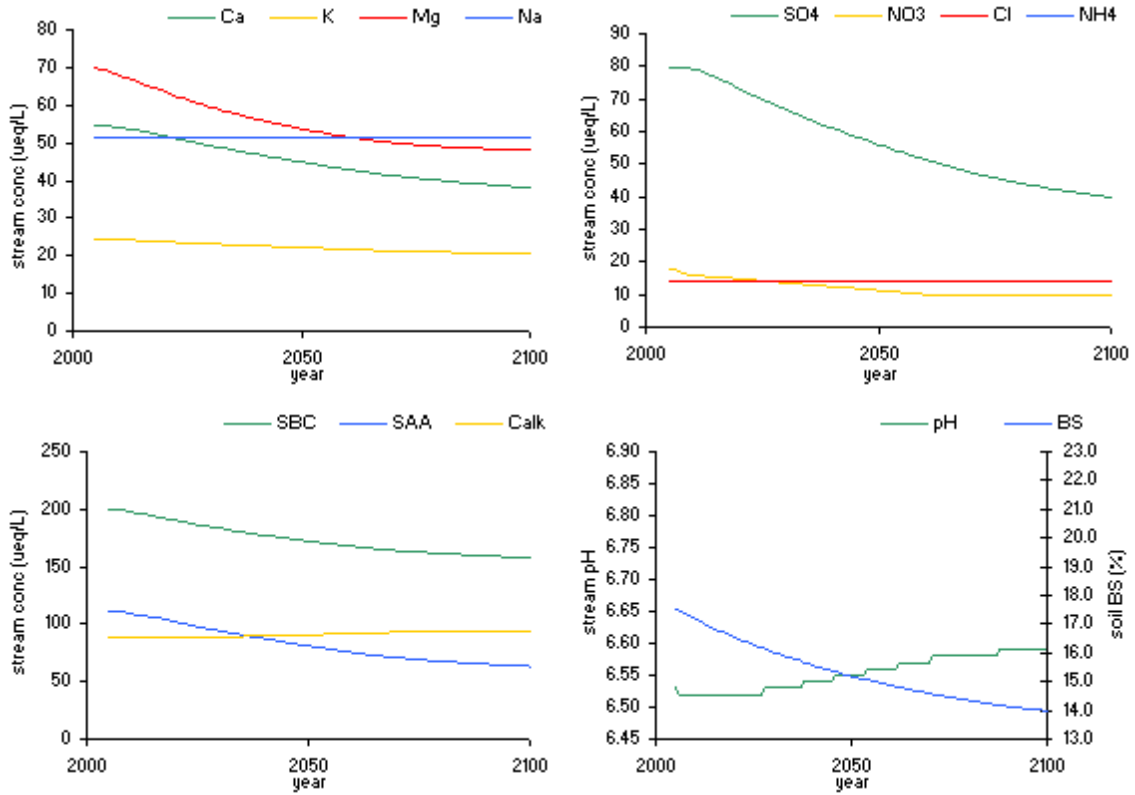 Ca K Mg Na
80
70
60
50
40
30
20
10
0
stream conc (ueq/L)
2000 2050 2100
year
SO4 NO3 Cl NH4
90
80
70
60
50
40
30
20
10
0
stream conc (ueq/L)
2000 2050 2100
year
SBC SAA Calk
250
200
150
100
50
0
stream conc (ueq/L)
2000 2050 2100
year
pH BS
6.90
6.85
6.80
6.75
6.70
6.65
6.60
6.55
6.50
6.45
stream pH
23.0
22.0
21.0
20.0
19.0
18.0
17.0
16.0
15.0
14.0
13.0
soil BS (%)
2000 2050 2100
year